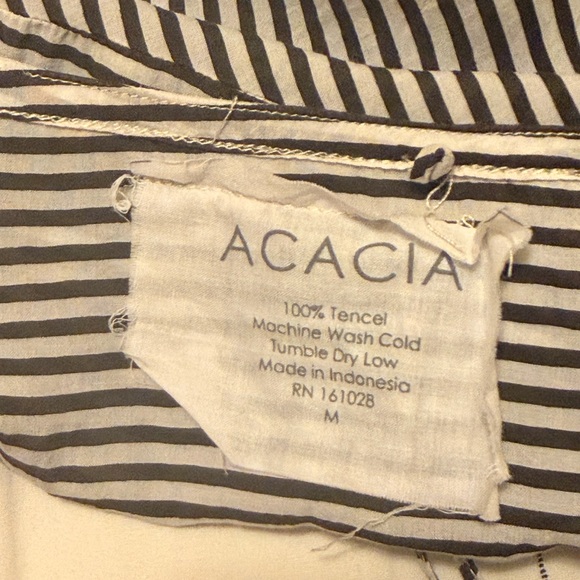 ACACIA
100% Tencel
Machine Wash Cold
Tumble Dry Low
Made in Indonesia
RN 161028
M